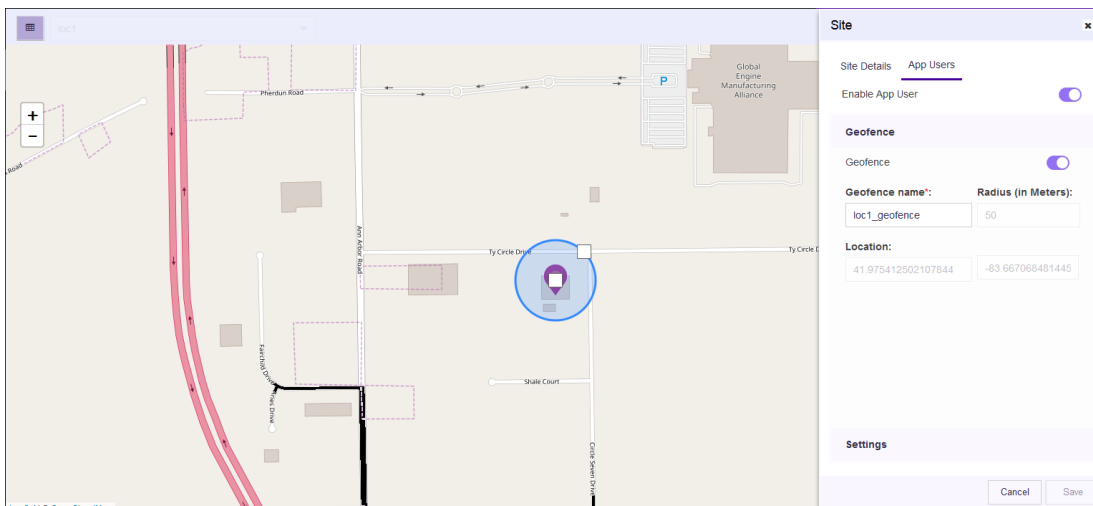 loc1
Site
Site Details
App Users
Enable App User
Geofence
Geofence
Geofence name*:
Radius (in Meters):
loc1_geofence
50
Location:
41.975412502107844
-83.667068481445
Settings
Cancel
Save
+
−
Pherdun Road
Road
P
Global
Engine
Manufacturing
Alliance
Ann Arbor Road
Ty Circle Drive
Ty Circle D
Fairchild Drive
Shale Court
Circle Seven Drive